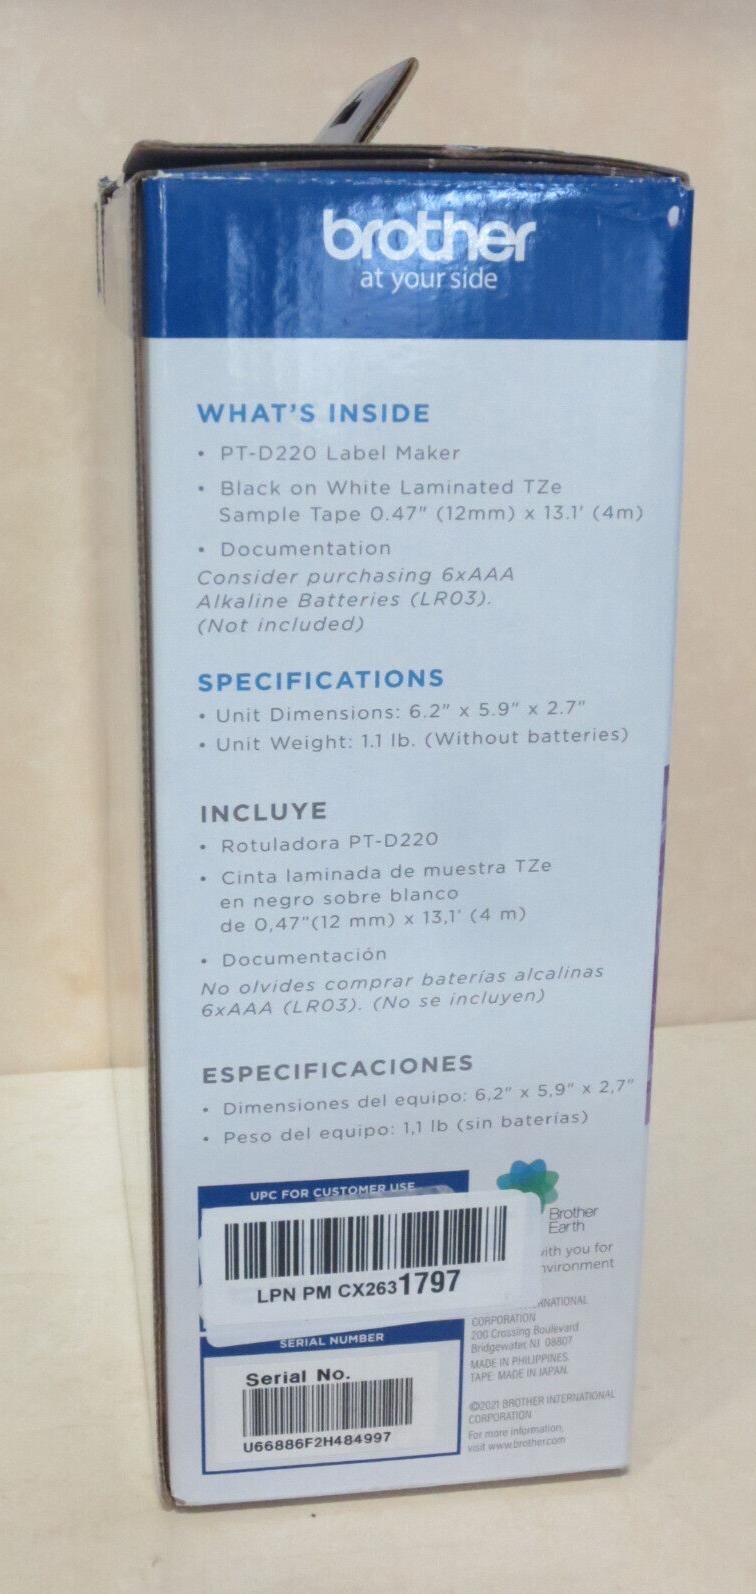 brother
at your side
WHAT'S INSIDE
• PT-D220 Label Maker
• Black on White Laminated TZe
Sample Tape 0.47" (12mm) x 13.1' (4m)
• Documentation
Consider purchasing 6xAAA
Alkaline Batteries (LR03).
(Not included)
SPECIFICATIONS
• Unit Dimensions: 6.2" x 5.9" x 2.7"
• Unit Weight: 1.1 lb. (Without batteries)
INCLUYE
• Rotuladora PT-D220
• Cinta laminada de muestra TZe
en negro sobre blanco
de 0,47"(12 mm) x 13,1' (4 m)
• Documentación
No olvides comprar baterías alcalinas
6xAAA (LR03). (No se incluyen)
ESPECIFICACIONES
• Dimensiones del equipo: 6,2" x 5,9" x 2,7"
• Peso del equipo: 1,1 lb (sin baterías)
UPC FOR CUSTOMER USE
LPN PM CX2631797
SERIAL NUMBER
Serial No.
U66886F2H484997
Brother
Earth
with you for
CORPORATION
200 Crossing Boulevard
Bridgewater, NJ 08807
MADE IN PHILIPPINES.
TAPE: MADE IN JAPAN.
©2021 BROTHER INTERNATIONAL
CORPORATION
For more information,
visit www.brother.com